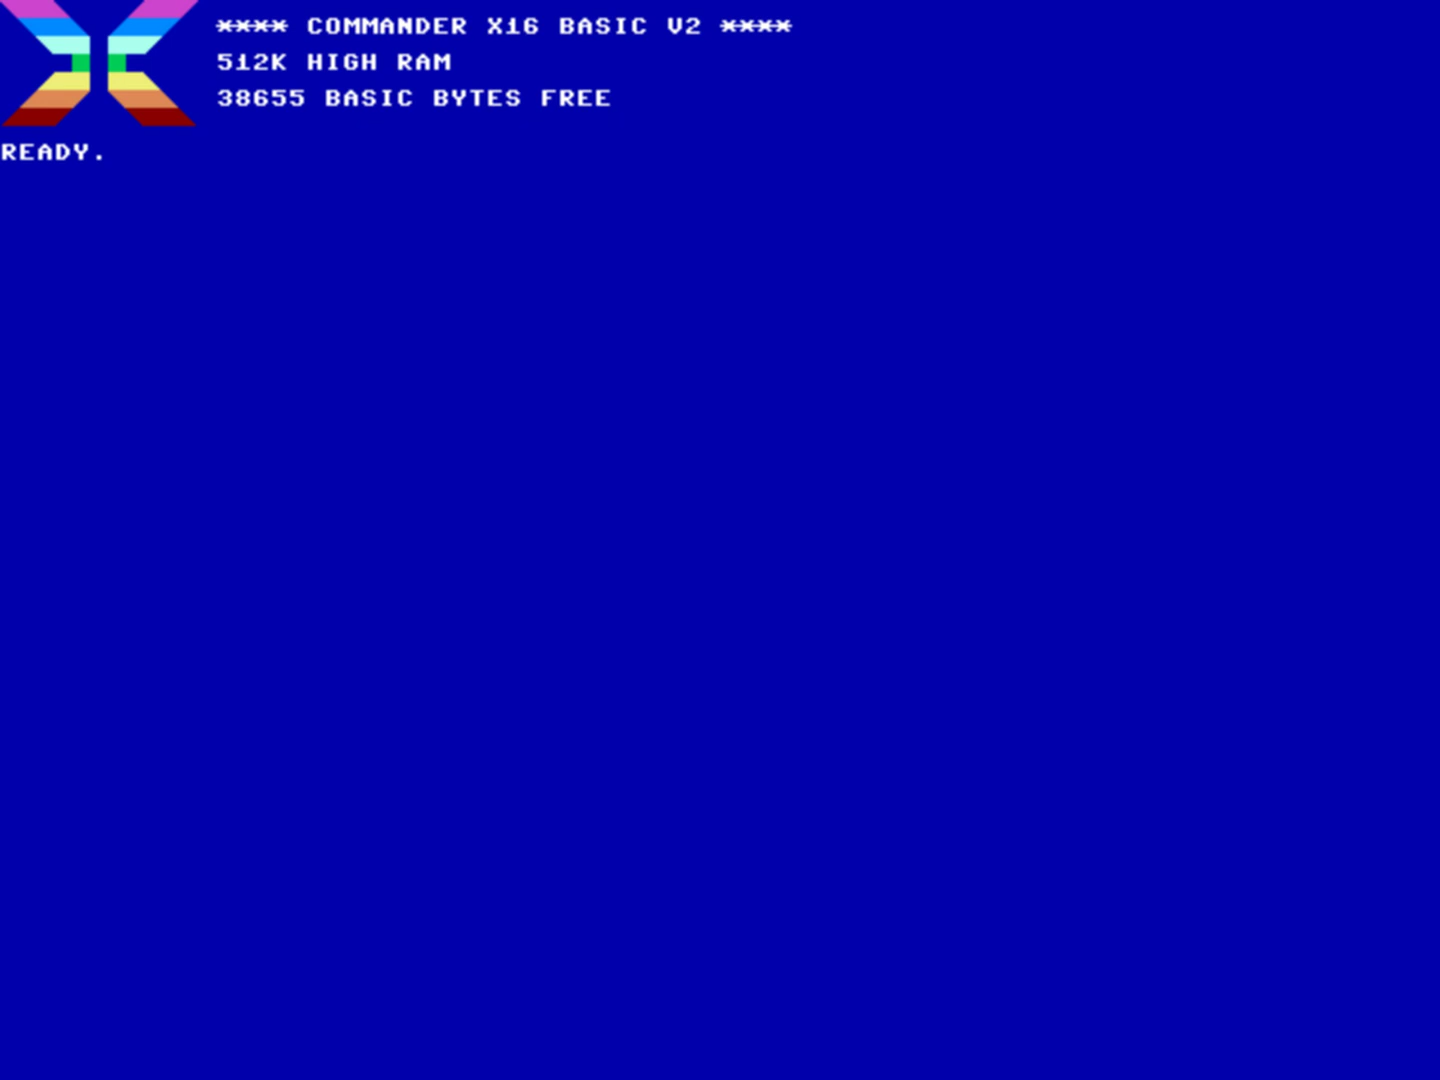 **** COMMANDER X16 BASIC V2 ****
512K HIGH RAM
38655 BASIC BYTES FREE
READY.